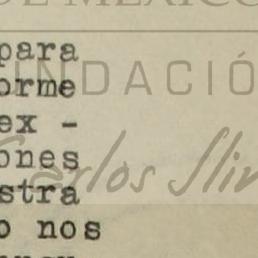 DE MÉXICO
para
orme
FUNDACIÓN
ex -
ones
Carlos Slim
stra
o nos